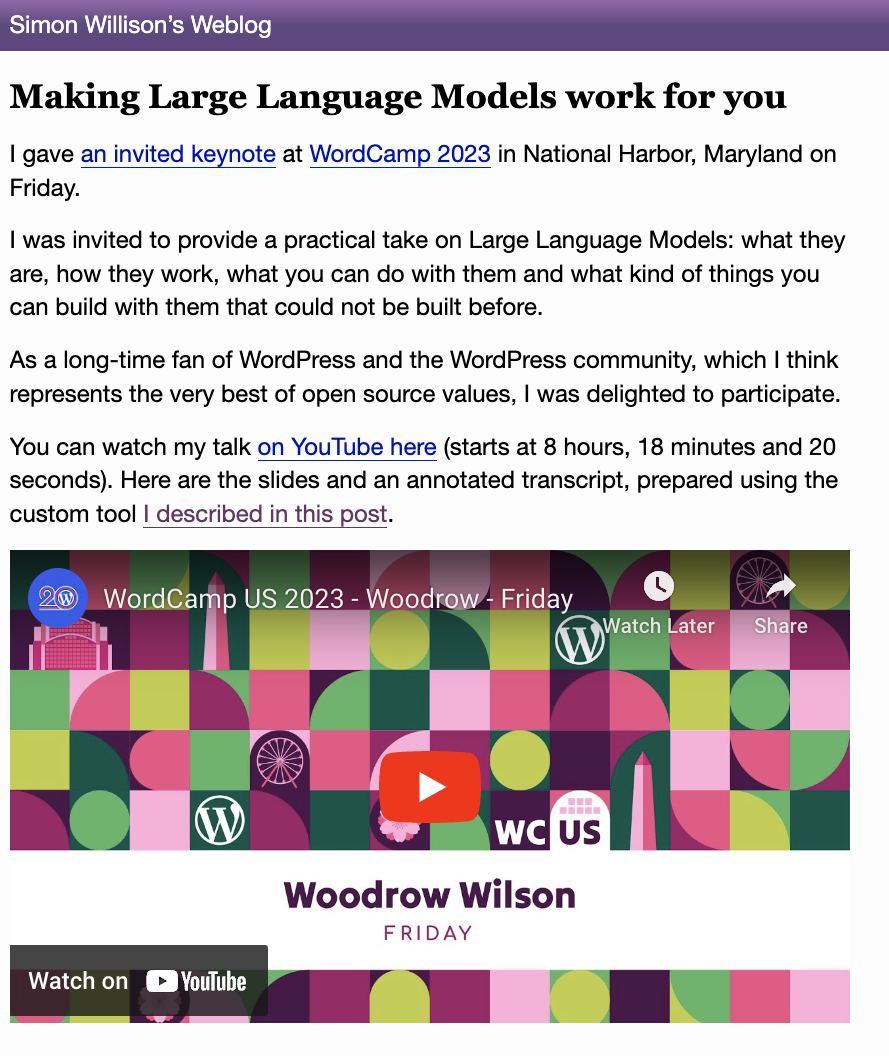 Simon Willison’s Weblog
Making Large Language Models work for you
I gave an invited keynote at WordCamp 2023 in National Harbor, Maryland on
Friday.
I was invited to provide a practical take on Large Language Models: what they
are, how they work, what you can do with them and what kind of things you
can build with them that could not be built before.
As a long-time fan of WordPress and the WordPress community, which I think
represents the very best of open source values, I was delighted to participate.
You can watch my talk on YouTube here (starts at 8 hours, 18 minutes and 20
seconds). Here are the slides and an annotated transcript, prepared using the
custom tool I described in this post.
20 W
WordCamp US 2023 - Woodrow - Friday
Watch Later
Share
W
W
WC US
Woodrow Wilson
FRIDAY
Watch on YouTube